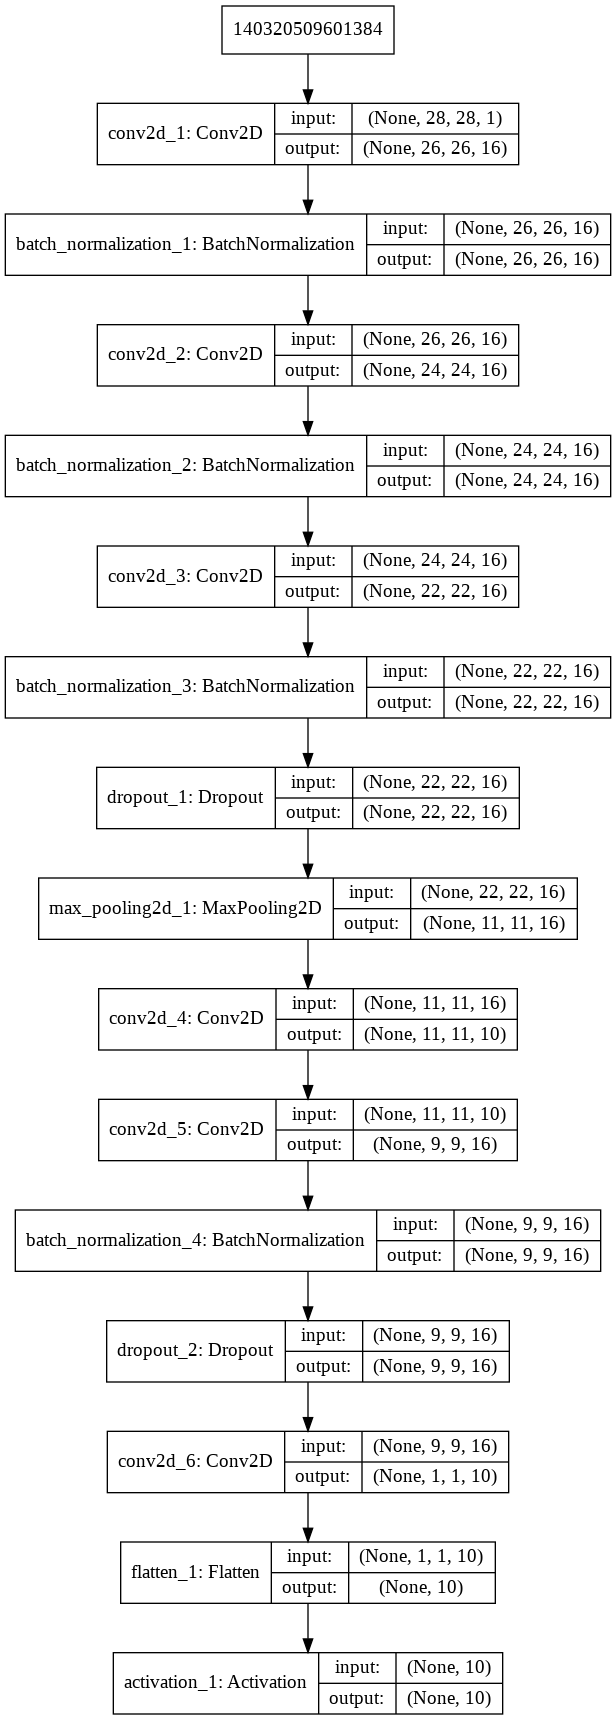 140320509601384
conv2d_1: Conv2D
input:
(None, 28, 28, 1)
output:
(None, 26, 26, 16)
batch_normalization_1: BatchNormalization
input:
(None, 26, 26, 16)
output:
(None, 26, 26, 16)
conv2d_2: Conv2D
input:
(None, 26, 26, 16)
output:
(None, 24, 24, 16)
batch_normalization_2: BatchNormalization
input:
(None, 24, 24, 16)
output:
(None, 24, 24, 16)
conv2d_3: Conv2D
input:
(None, 24, 24, 16)
output:
(None, 22, 22, 16)
batch_normalization_3: BatchNormalization
input:
(None, 22, 22, 16)
output:
(None, 22, 22, 16)
dropout_1: Dropout
input:
(None, 22, 22, 16)
output:
(None, 22, 22, 16)
max_pooling2d_1: MaxPooling2D
input:
(None, 22, 22, 16)
output:
(None, 11, 11, 16)
conv2d_4: Conv2D
input:
(None, 11, 11, 16)
output:
(None, 11, 11, 10)
conv2d_5: Conv2D
input:
(None, 11, 11, 10)
output:
(None, 9, 9, 16)
batch_normalization_4: BatchNormalization
input:
(None, 9, 9, 16)
output:
(None, 9, 9, 16)
dropout_2: Dropout
input:
(None, 9, 9, 16)
output:
(None, 9, 9, 16)
conv2d_6: Conv2D
input:
(None, 9, 9, 16)
output:
(None, 1, 1, 10)
flatten_1: Flatten
input:
(None, 1, 1, 10)
output:
(None, 10)
activation_1: Activation
input:
(None, 10)
output:
(None, 10)